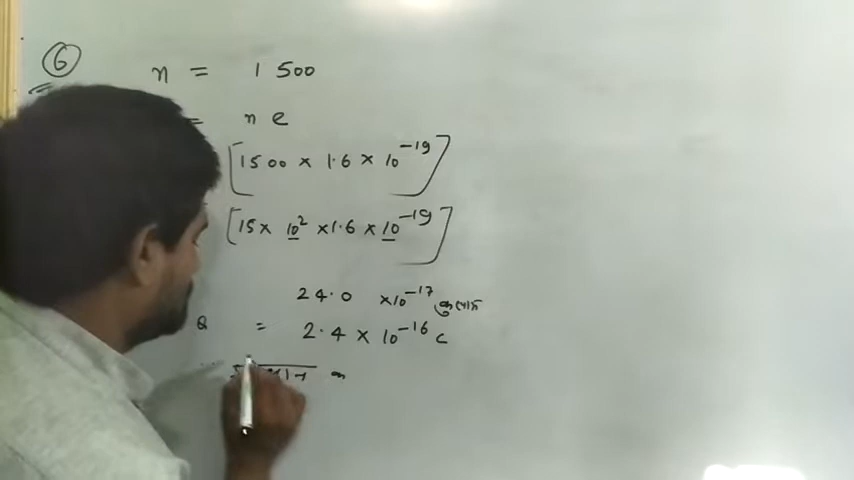 ⑥ n = 1500
= ne
[1500 × 1.6 × 10⁻¹⁹]
[15 × 10² × 1.6 × 10⁻¹⁹]
24.0 × 10⁻¹⁷
Q = 2.4 × 10⁻¹⁶ C